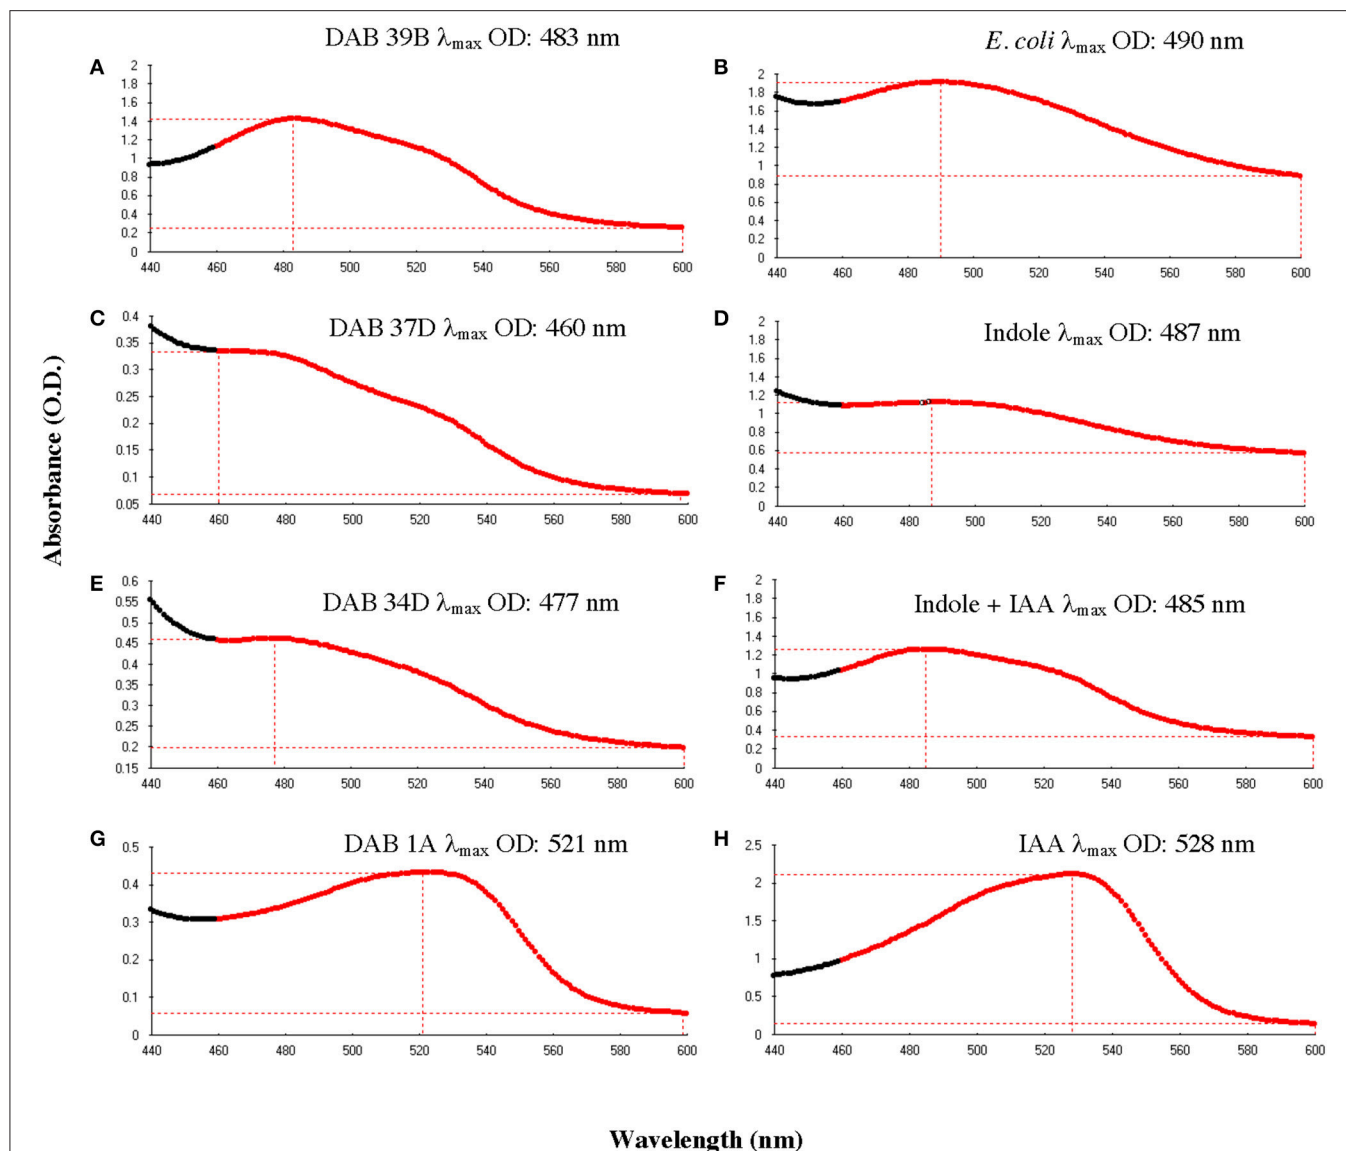 DAB 39B λmax OD: 483 nm
E. coli λmax OD: 490 nm
A
B
2
1.8
1.6
1.4
1.2
1
0.8
0.6
0.4
0.2
0
440 460 480 500 520 540 560 580 600
2
1.8
1.6
1.4
1.2
1
0.8
0.6
0.4
0.2
0
440 460 480 500 520 540 560 580 600
C
DAB 37D λmax OD: 460 nm
0.4
0.35
0.3
0.25
0.2
0.15
0.1
0.05
440 460 480 500 520 540 560 580 600
D
Indole λmax OD: 487 nm
2
1.8
1.6
1.4
1.2
1
0.8
0.6
0.4
0.2
0
440 460 480 500 520 540 560 580 600
Absorbance (O.D.)
E
DAB 34D λmax OD: 477 nm
0.6
0.55
0.5
0.45
0.4
0.35
0.3
0.25
0.2
0.15
440 460 480 500 520 540 560 580 600
F
Indole + IAA λmax OD: 485 nm
2
1.8
1.6
1.4
1.2
1
0.8
0.6
0.4
0.2
0
440 460 480 500 520 540 560 580 600
G
DAB 1A λmax OD: 521 nm
0.5
0.4
0.3
0.2
0.1
0
440 460 480 500 520 540 560 580 600
H
IAA λmax OD: 528 nm
2.5
2
1.5
1
0.5
0
440 460 480 500 520 540 560 580 600
Wavelength (nm)